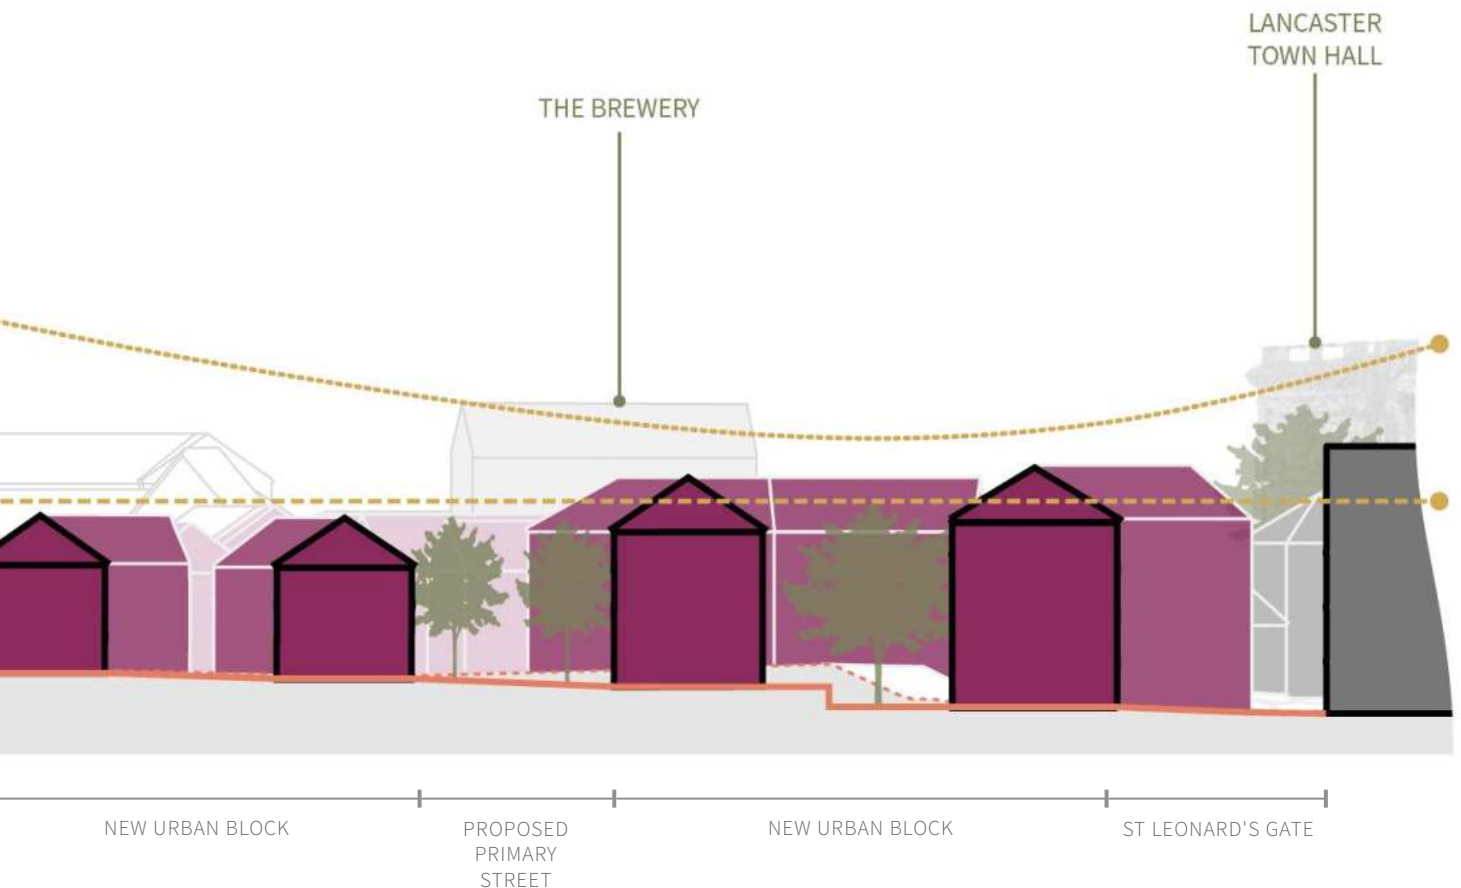 LANCASTER
TOWN HALL
THE BREWERY
NEW URBAN BLOCK
PROPOSED
PRIMARY
STREET
NEW URBAN BLOCK
ST LEONARD'S GATE